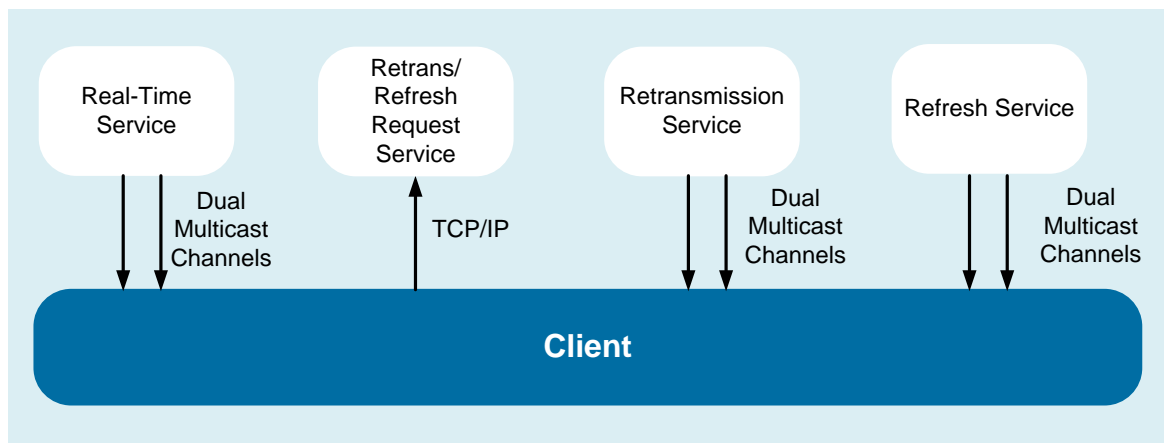 Real-Time
Service
Retrans/
Refresh
Request
Service
Retransmission
Service
Refresh Service
Dual
Multicast
Channels
TCP/IP
Dual
Multicast
Channels
Dual
Multicast
Channels
Client